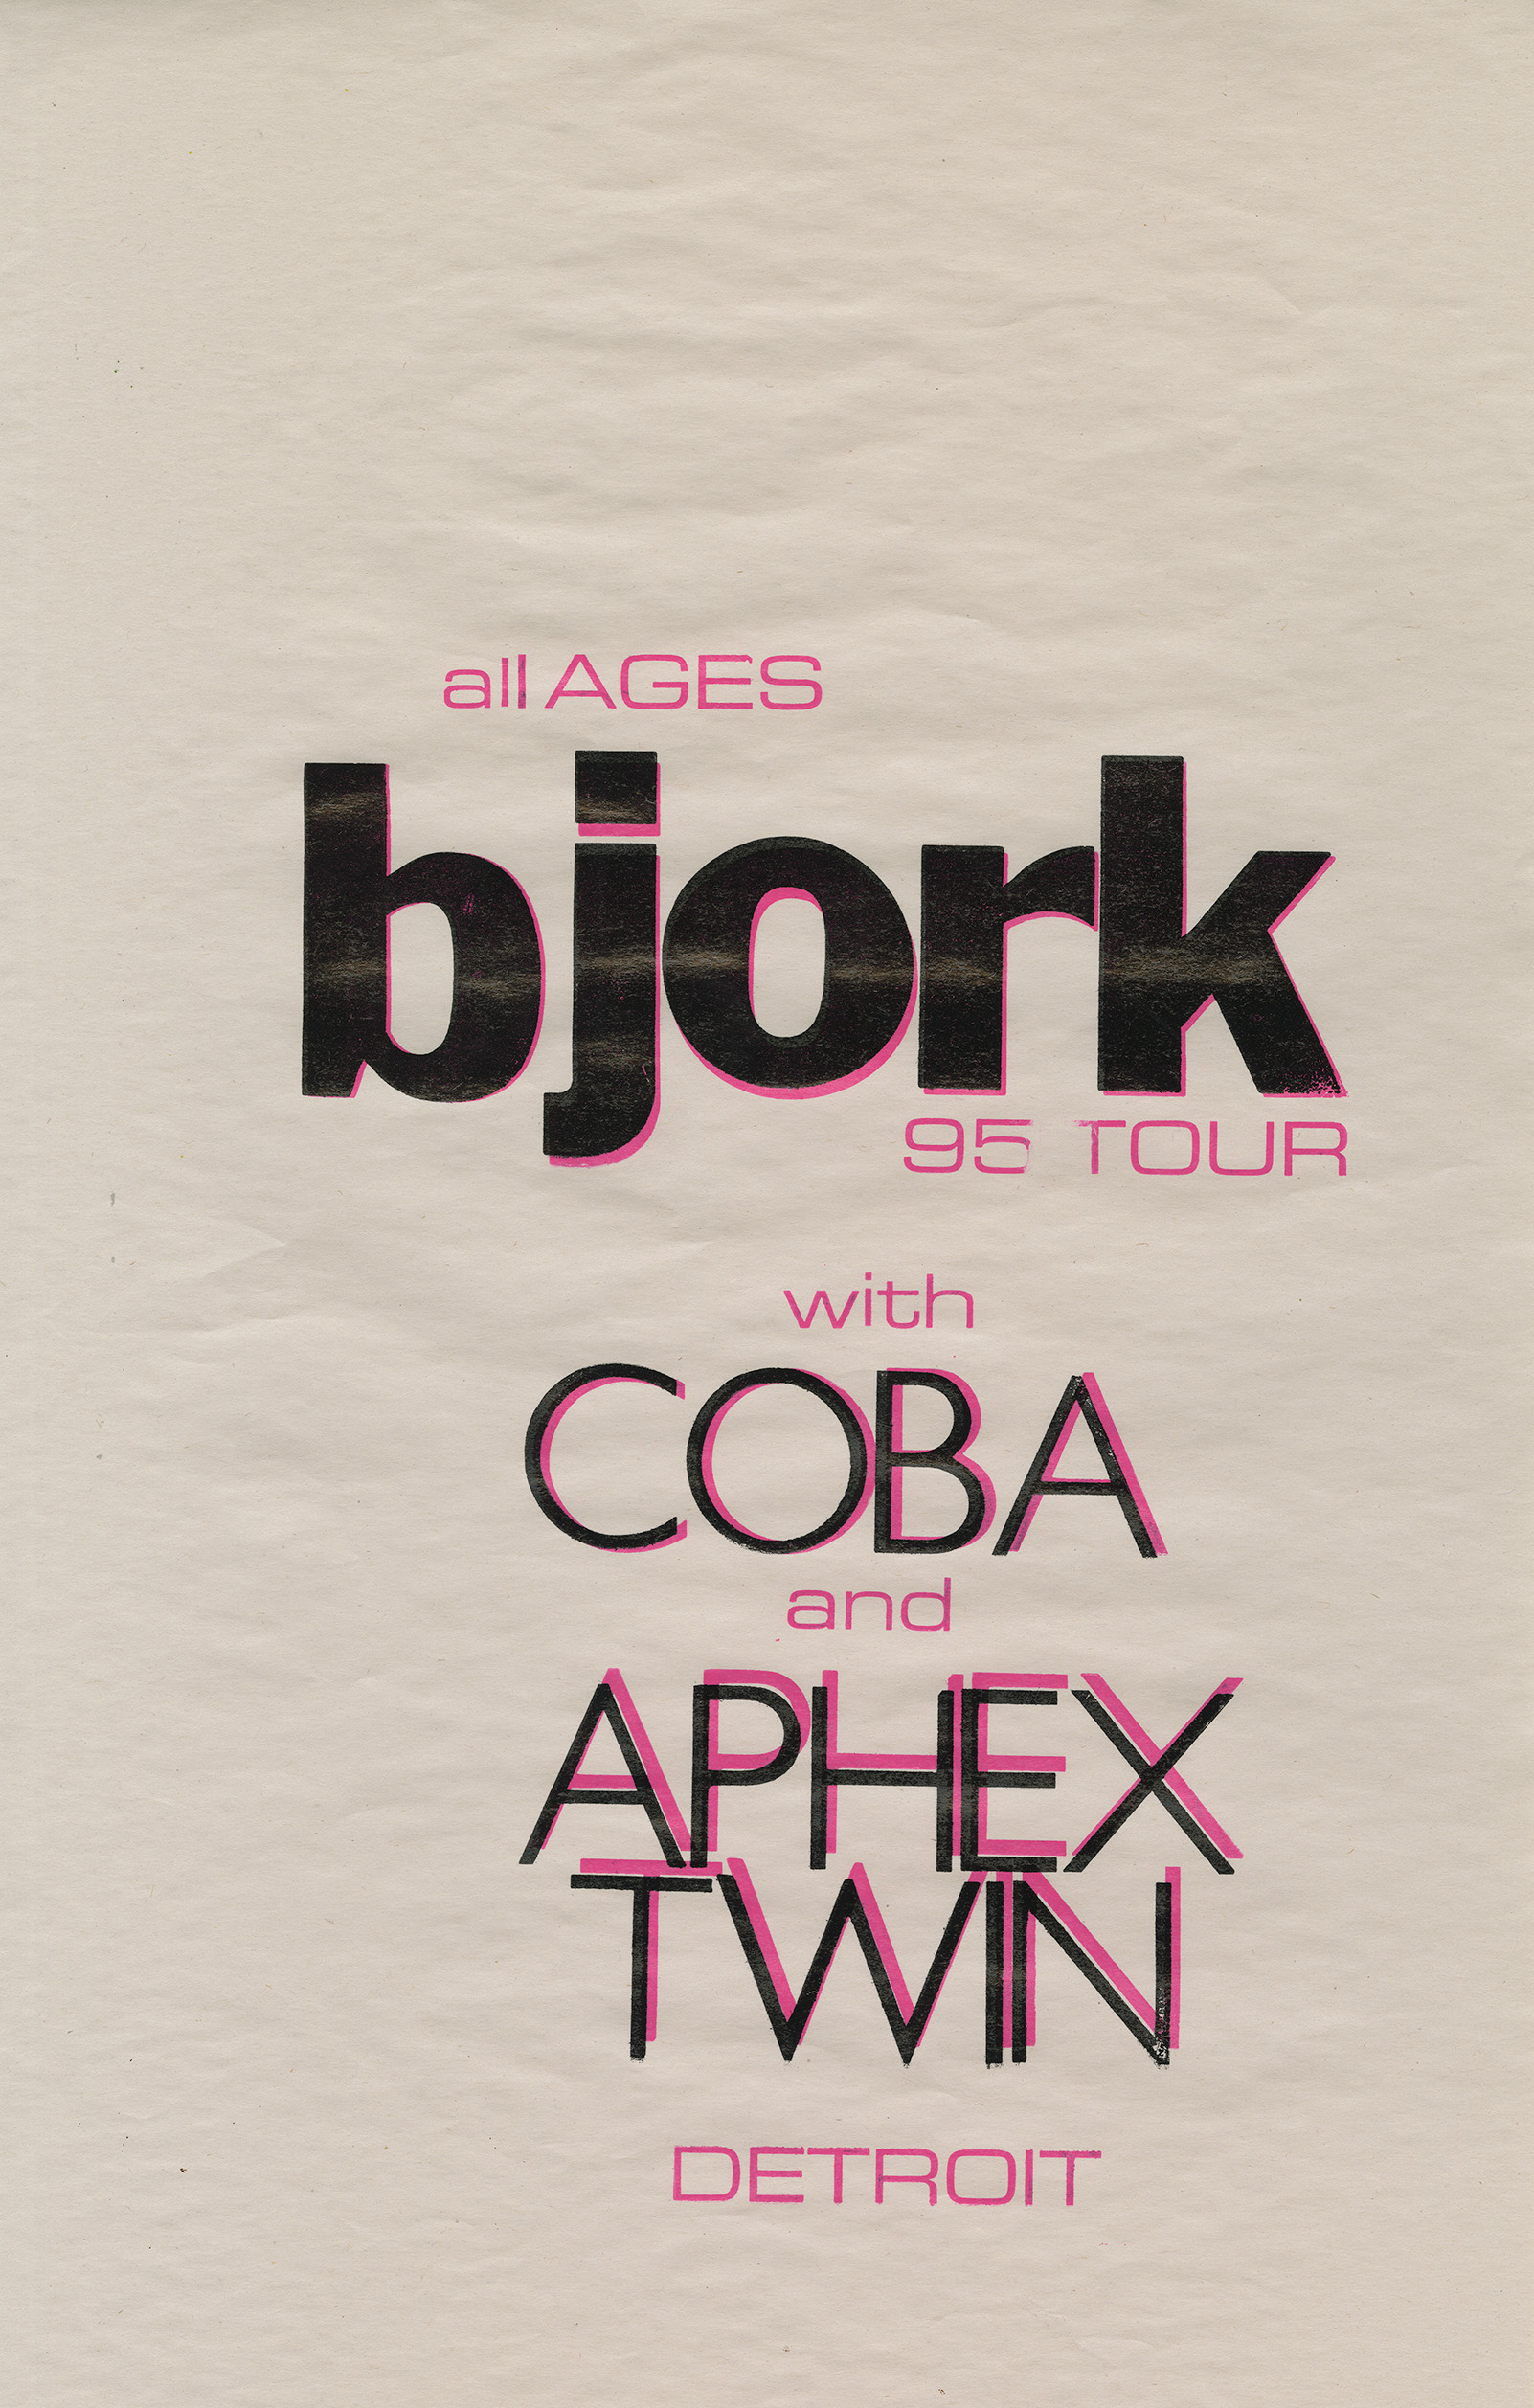 all AGES
bjork
95 TOUR
with
COBA
and
APHEX
TWIN
DETROIT